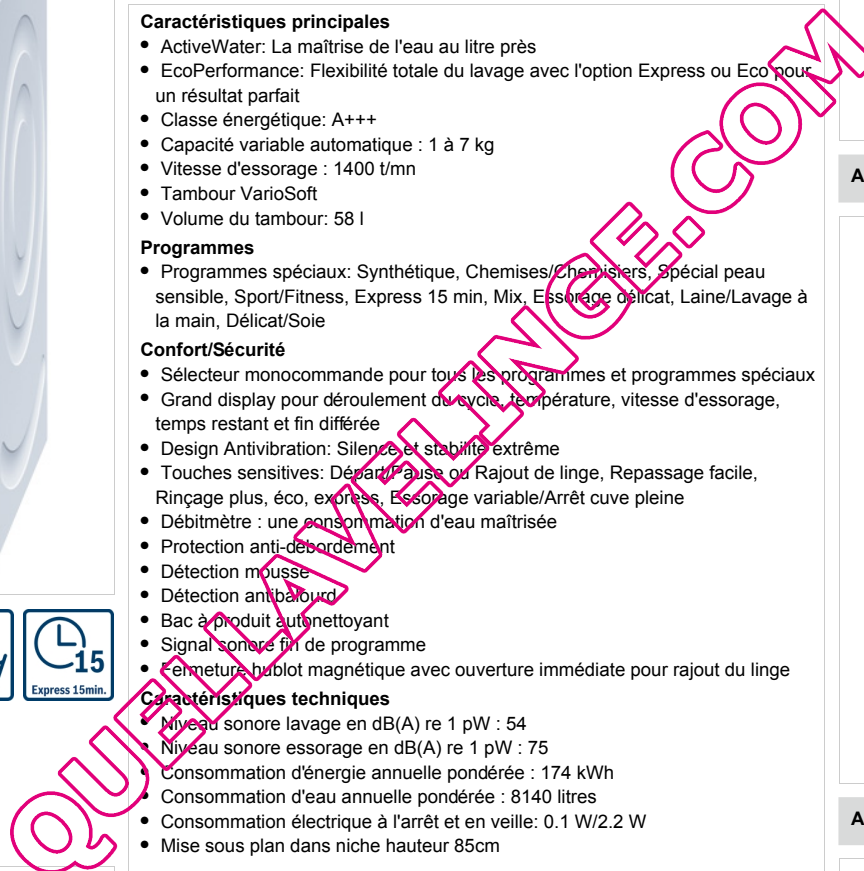 Caractéristiques principales
• ActiveWater: La maîtrise de l'eau au litre près
• EcoPerformance: Flexibilité totale du lavage avec l'option Express ou Eco pour
un résultat parfait
• Classe énergétique: A+++
• Capacité variable automatique : 1 à 7 kg
• Vitesse d'essorage : 1400 t/mn
• Tambour VarioSoft
• Volume du tambour: 58 l
Programmes
• Programmes spéciaux: Synthétique, Chemises/Chemisiers, Spécial peau
sensible, Sport/Fitness, Express 15 min, Mix, Essorage délicat, Laine/Lavage à
la main, Délicat/Soie
Confort/Sécurité
• Sélecteur monocommande pour tous les programmes et programmes spéciaux
• Grand display pour déroulement du cycle, température, vitesse d'essorage,
temps restant et fin différée
• Design Antivibration: Silence et stabilité extrême
• Touches sensitives: Départ/Pause ou Rajout de linge, Repassage facile,
Rinçage plus, éco, express, Essorage variable/Arrêt cuve pleine
• Débitmètre : une consommation d'eau maîtrisée
• Protection anti-débordement
• Détection mousse
• Détection antibalourd
• Bac à produit autonettoyant
• Signal sonore fin de programme
• Fermeture hublot magnétique avec ouverture immédiate pour rajout du linge
Caractéristiques techniques
• Niveau sonore lavage en dB(A) re 1 pW : 54
• Niveau sonore essorage en dB(A) re 1 pW : 75
• Consommation d'énergie annuelle pondérée : 174 kWh
• Consommation d'eau annuelle pondérée : 8140 litres
• Consommation électrique à l'arrêt et en veille: 0.1 W/2.2 W
• Mise sous plan dans niche hauteur 85cm
15
Express 15min.
A
A
QUELLAVELINGE.COM